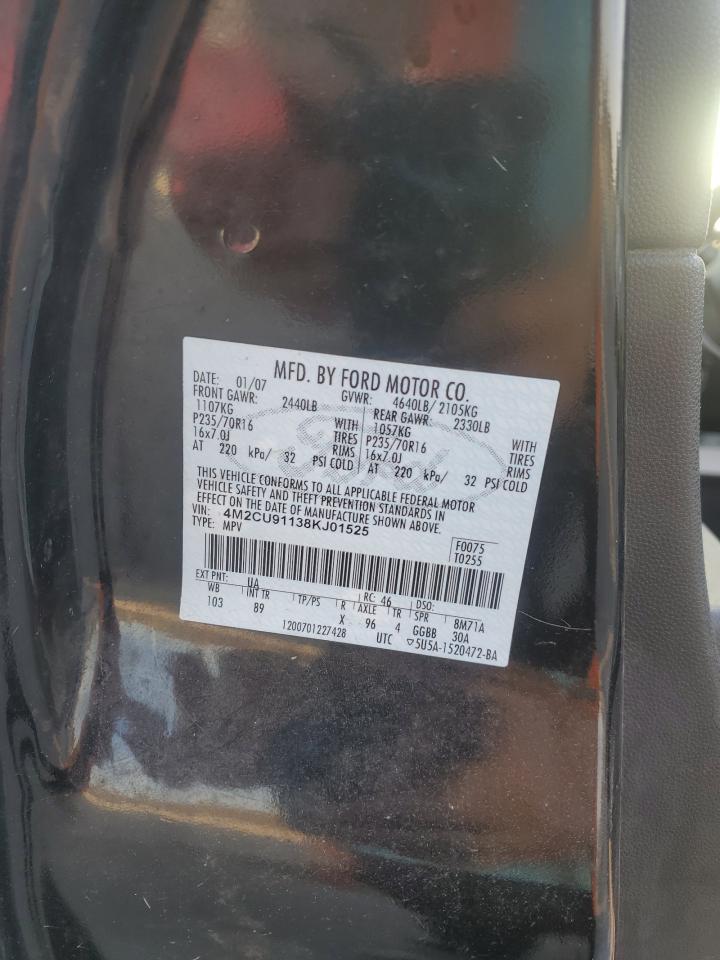 MFD. BY FORD MOTOR CO.
DATE: 01/07 GVWR: 4640LB/ 2105KG
FRONT GAWR: 2440LB REAR GAWR: 2330LB
1107KG WITH 1057KG WITH
P235/70R16 TIRES P235/70R16 TIRES
16x7.0J RIMS 16x7.0J RIMS
AT 220 kPa/ 32 PSI COLD AT 220 kPa/ 32 PSI COLD
Ford
THIS VEHICLE CONFORMS TO ALL APPLICABLE FEDERAL MOTOR
VEHICLE SAFETY AND THEFT PREVENTION STANDARDS IN
EFFECT ON THE DATE OF MANUFACTURE SHOWN ABOVE.
VIN: 4M2CU91138KJ01525
TYPE: MPV
F0075
T0255
EXT PNT: UA RC: 46 DSO:
WB INT TR TP/PS R AXLE TR SPR 8M71A
103 89 X 96 4 GGBB 30A
1200701227428 UTC ▽5U5A-1520472-BA